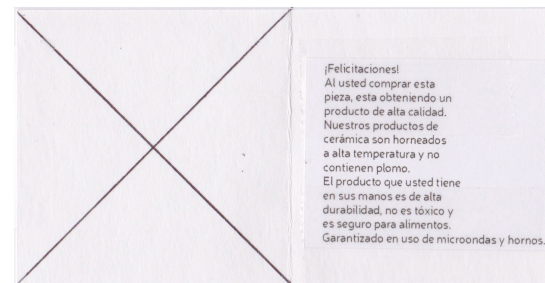 ¡Felicitaciones!
Al usted comprar esta
pieza, esta obteniendo un
producto de alta calidad.
Nuestros productos de
cerámica son horneados
a alta temperatura y no
contienen plomo.
El producto que usted tiene
en sus manos es de alta
durabilidad, no es tóxico y
es seguro para alimentos.
Garantizado en uso de microondas y hornos.